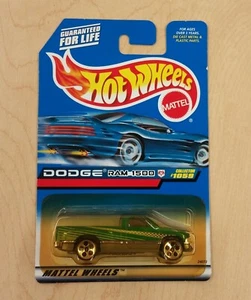 GUARANTEED
FOR LIFE
FOR AGES
OVER 3 YEARS.
DIE CAST METAL &
PLASTIC PARTS.
HOT WHEELS
MATTEL
DODGE RAM 1500
COLLECTOR
#1059
MATTEL WHEELS